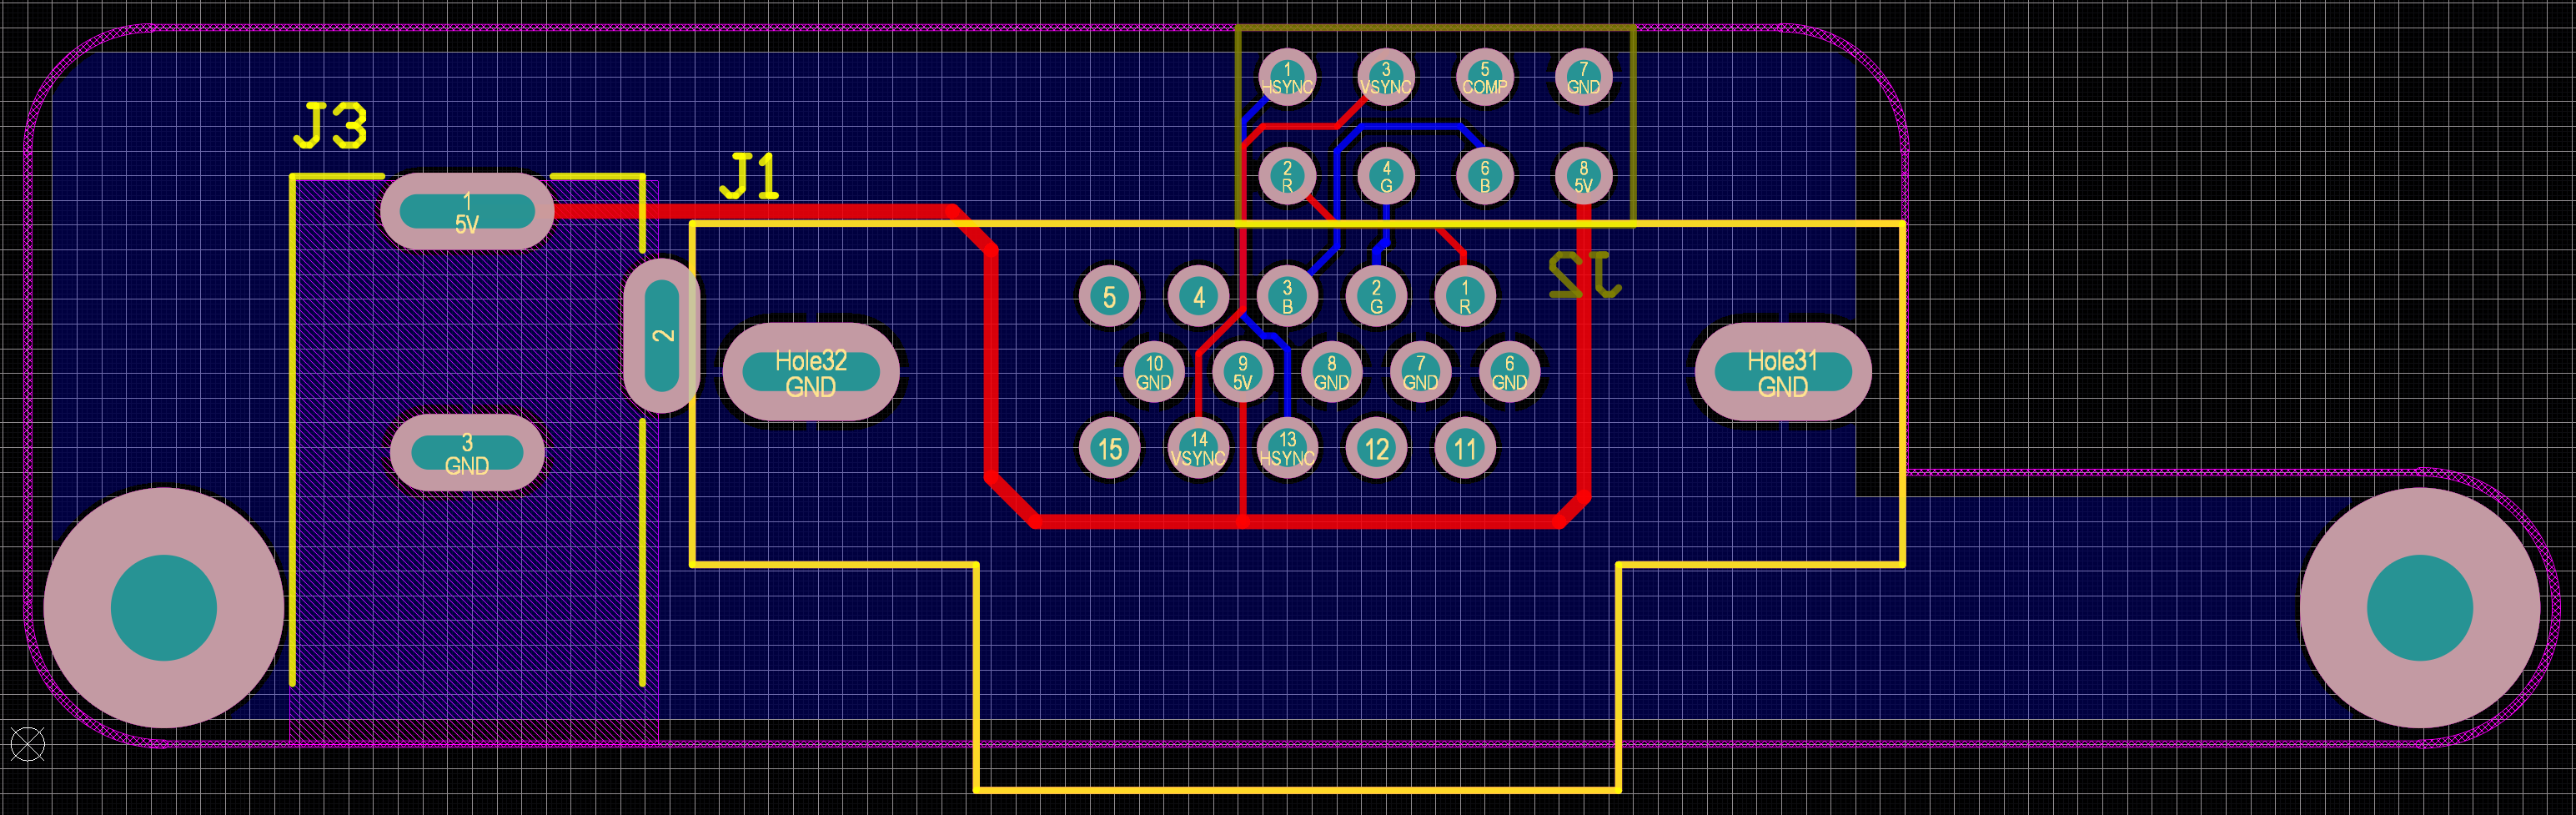 1 3 5 7
HSYNC VSYNC COMP GND
J3
J1
2 4 6 8
R G B 5V
1
5V
J2
5 4 3 2 1
B G R
2
Hole32
GND
10 9 8 7 6
GND 5V GND GND GND
Hole31
GND
3
GND
15 14 13 12 11
VSYNC HSYNC